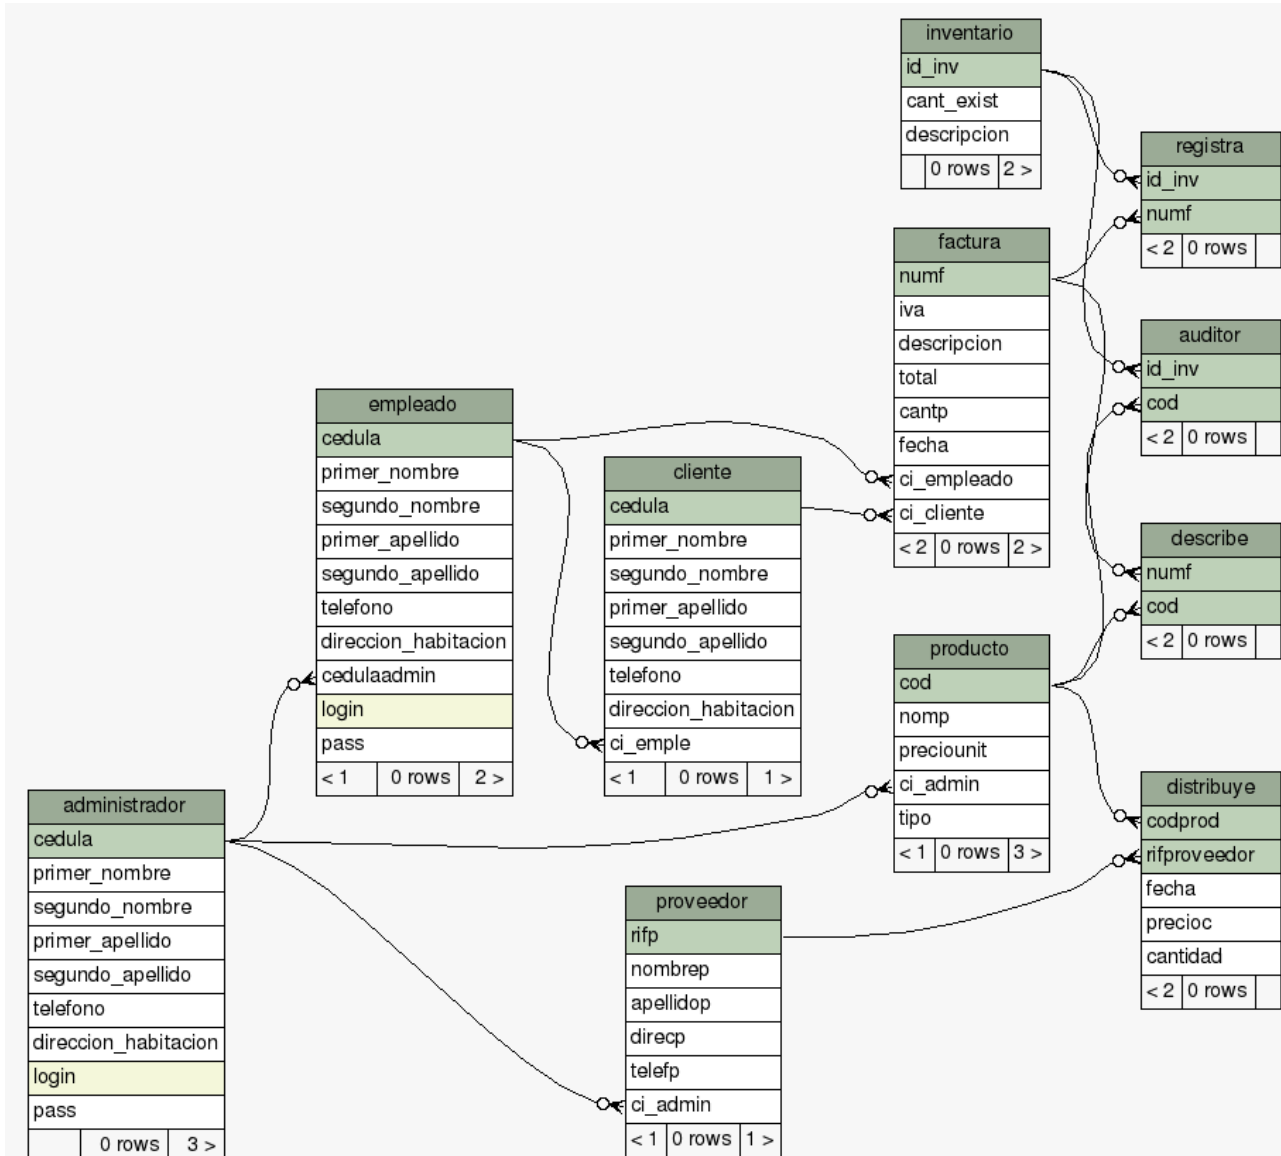 inventario
id_inv
cant_exist
descripcion
0 rows 2 >
registra
id_inv
numf
< 2 0 rows
factura
numf
iva
descripcion
total
cantp
fecha
ci_empleado
ci_cliente
< 2 0 rows 2 >
auditor
id_inv
cod
< 2 0 rows
empleado
cedula
primer_nombre
segundo_nombre
primer_apellido
segundo_apellido
telefono
direccion_habitacion
cedulaadmin
login
pass
< 1 0 rows 2 >
cliente
cedula
primer_nombre
segundo_nombre
primer_apellido
segundo_apellido
telefono
direccion_habitacion
ci_emple
< 1 0 rows 1 >
describe
numf
cod
< 2 0 rows
producto
cod
nomp
preciounit
ci_admin
tipo
< 1 0 rows 3 >
distribuye
codprod
rifproveedor
fecha
precioc
cantidad
< 2 0 rows
administrador
cedula
primer_nombre
segundo_nombre
primer_apellido
segundo_apellido
telefono
direccion_habitacion
login
pass
0 rows 3 >
proveedor
rifp
nombrep
apellidop
direcp
telefp
ci_admin
< 1 0 rows 1 >